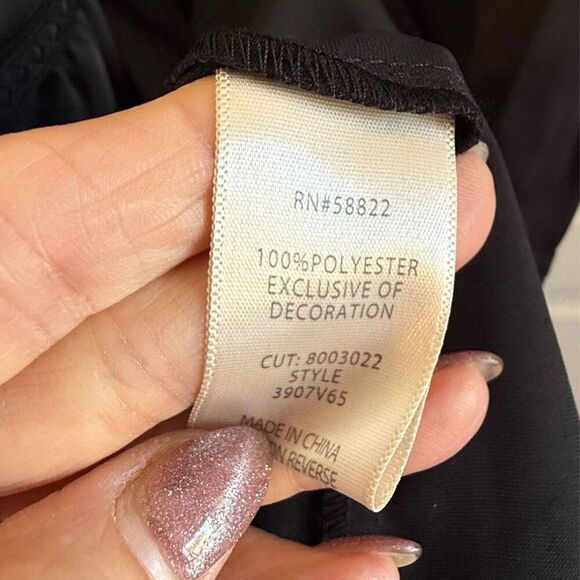 RN#58822
100%POLYESTER
EXCLUSIVE OF
DECORATION
CUT: 8003022
STYLE
3907V65
MADE IN CHINA
REVERSE